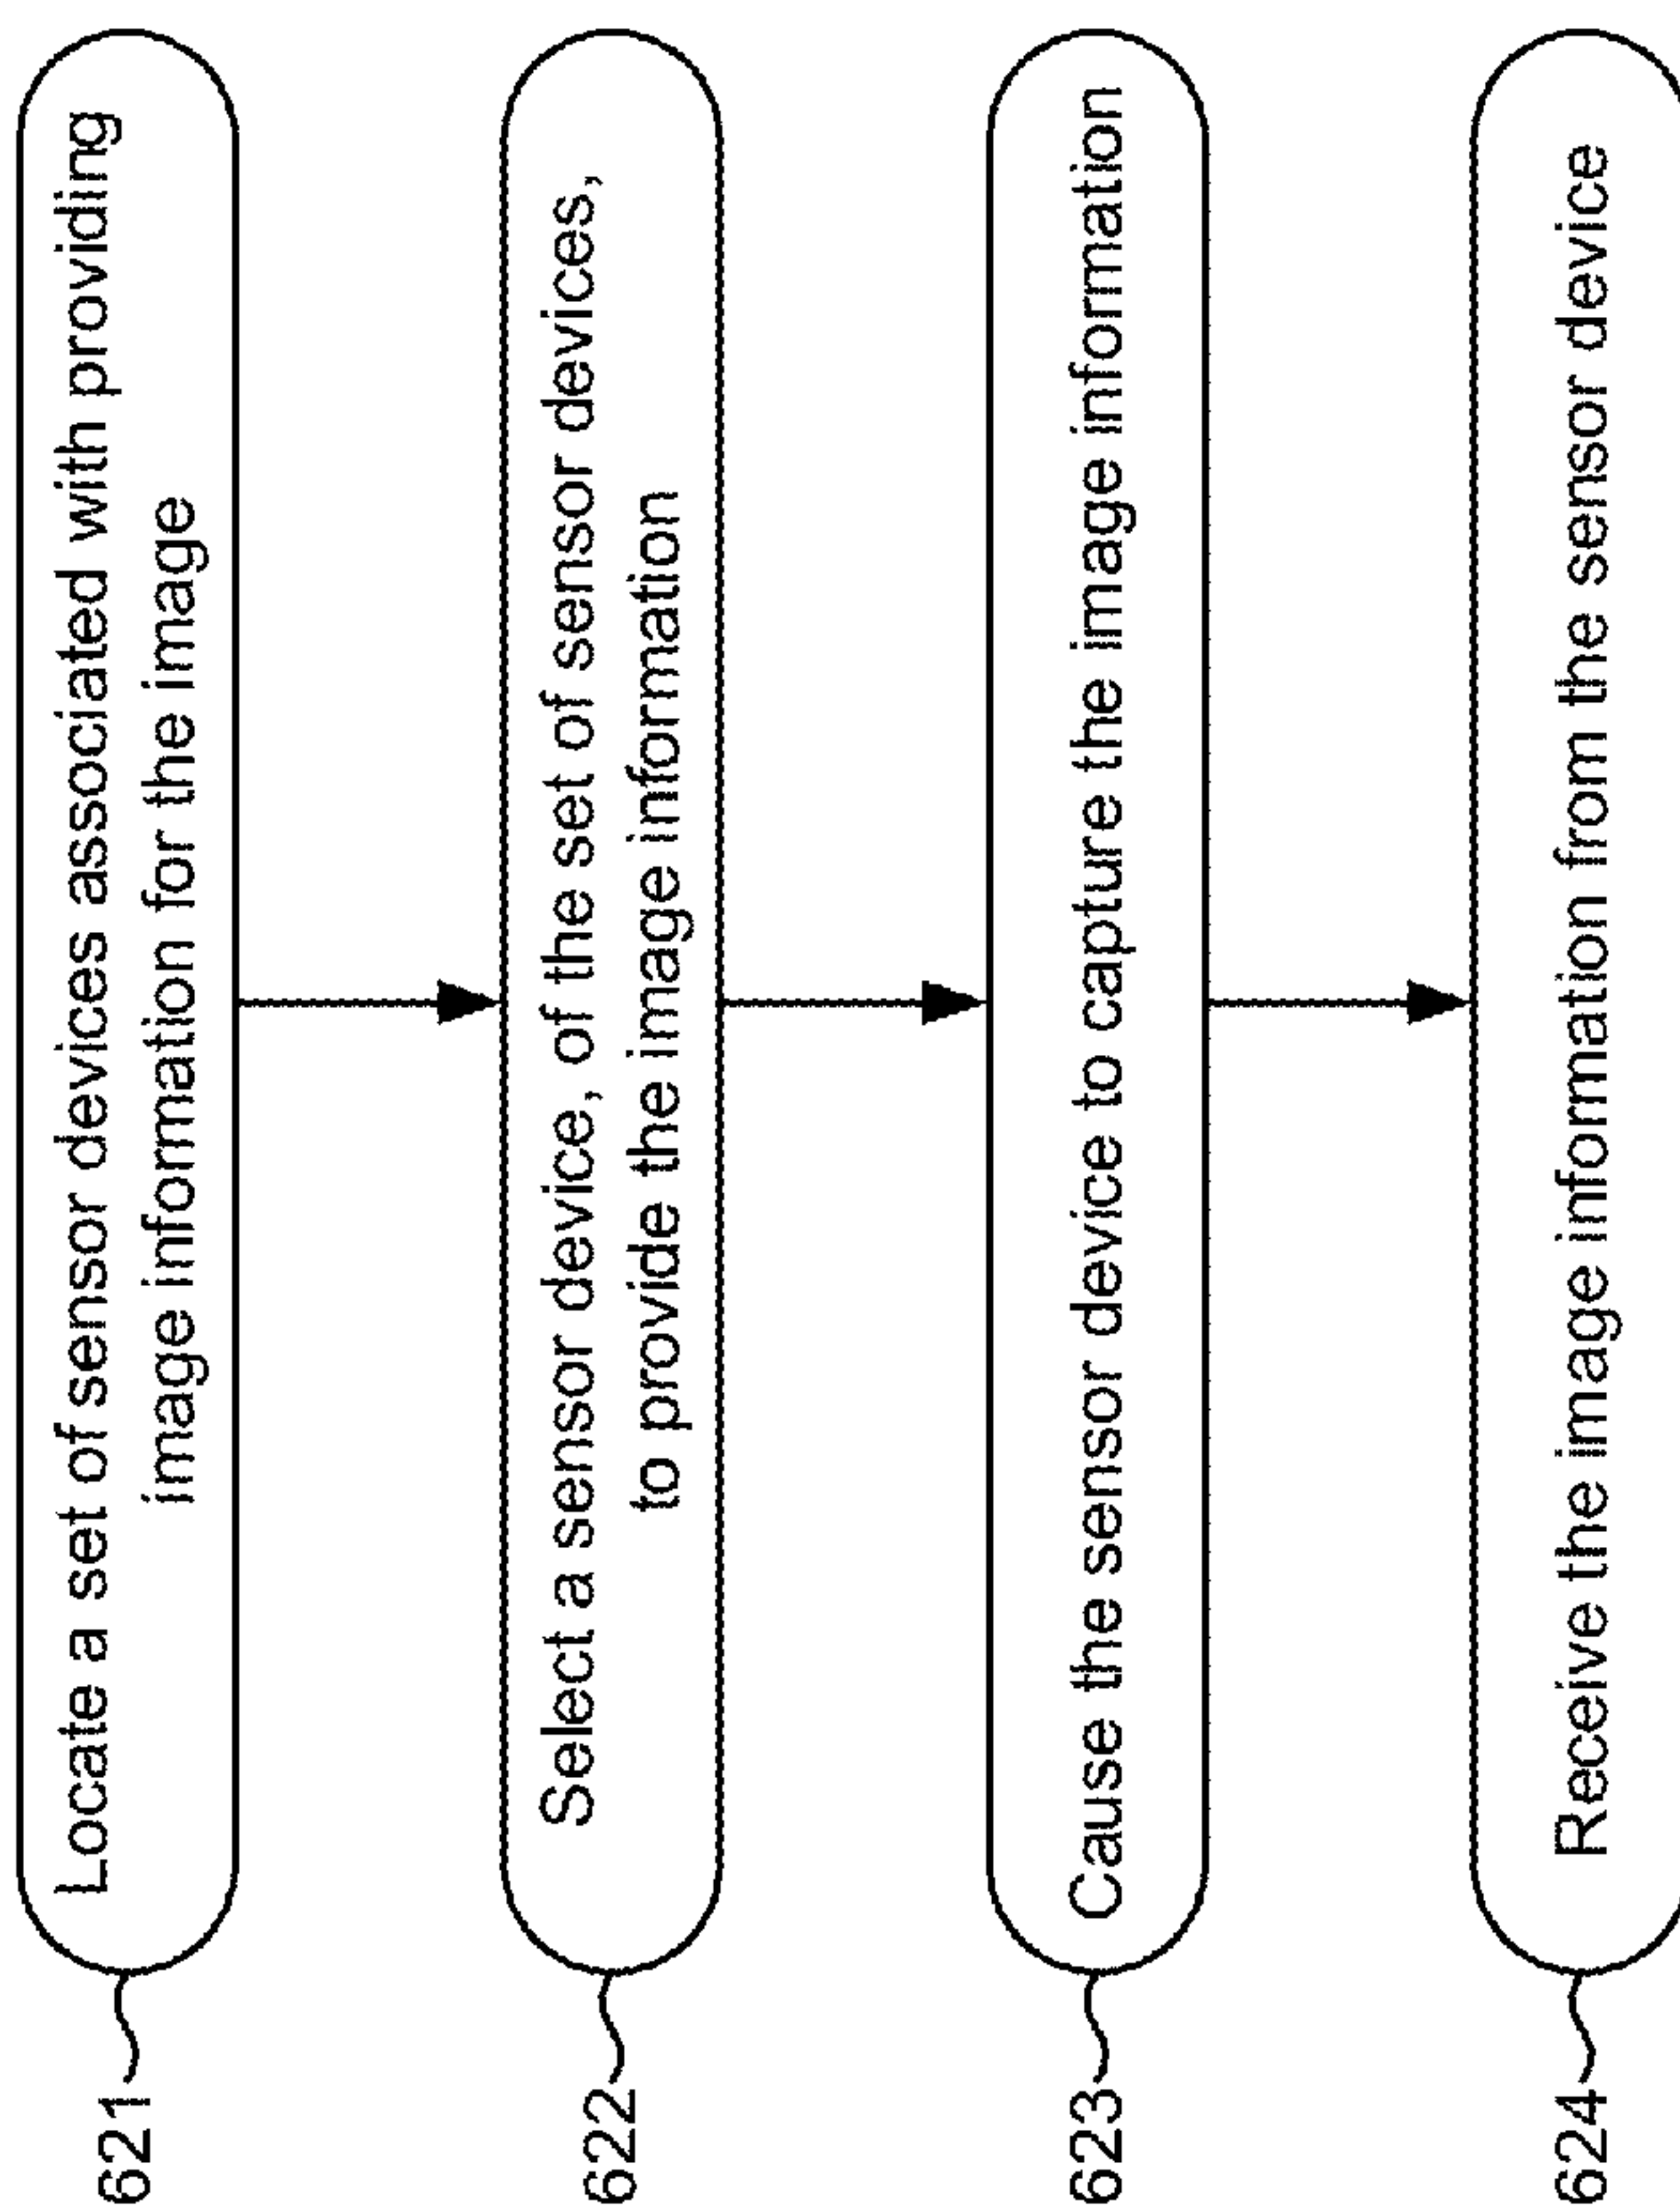 621
Locate a set of sensor devices associated with providing
image information for the image
622
Select a sensor device, of the set of sensor devices,
to provide the image information
623
Cause the sensor device to capture the image information
624
Receive the image information from the sensor device